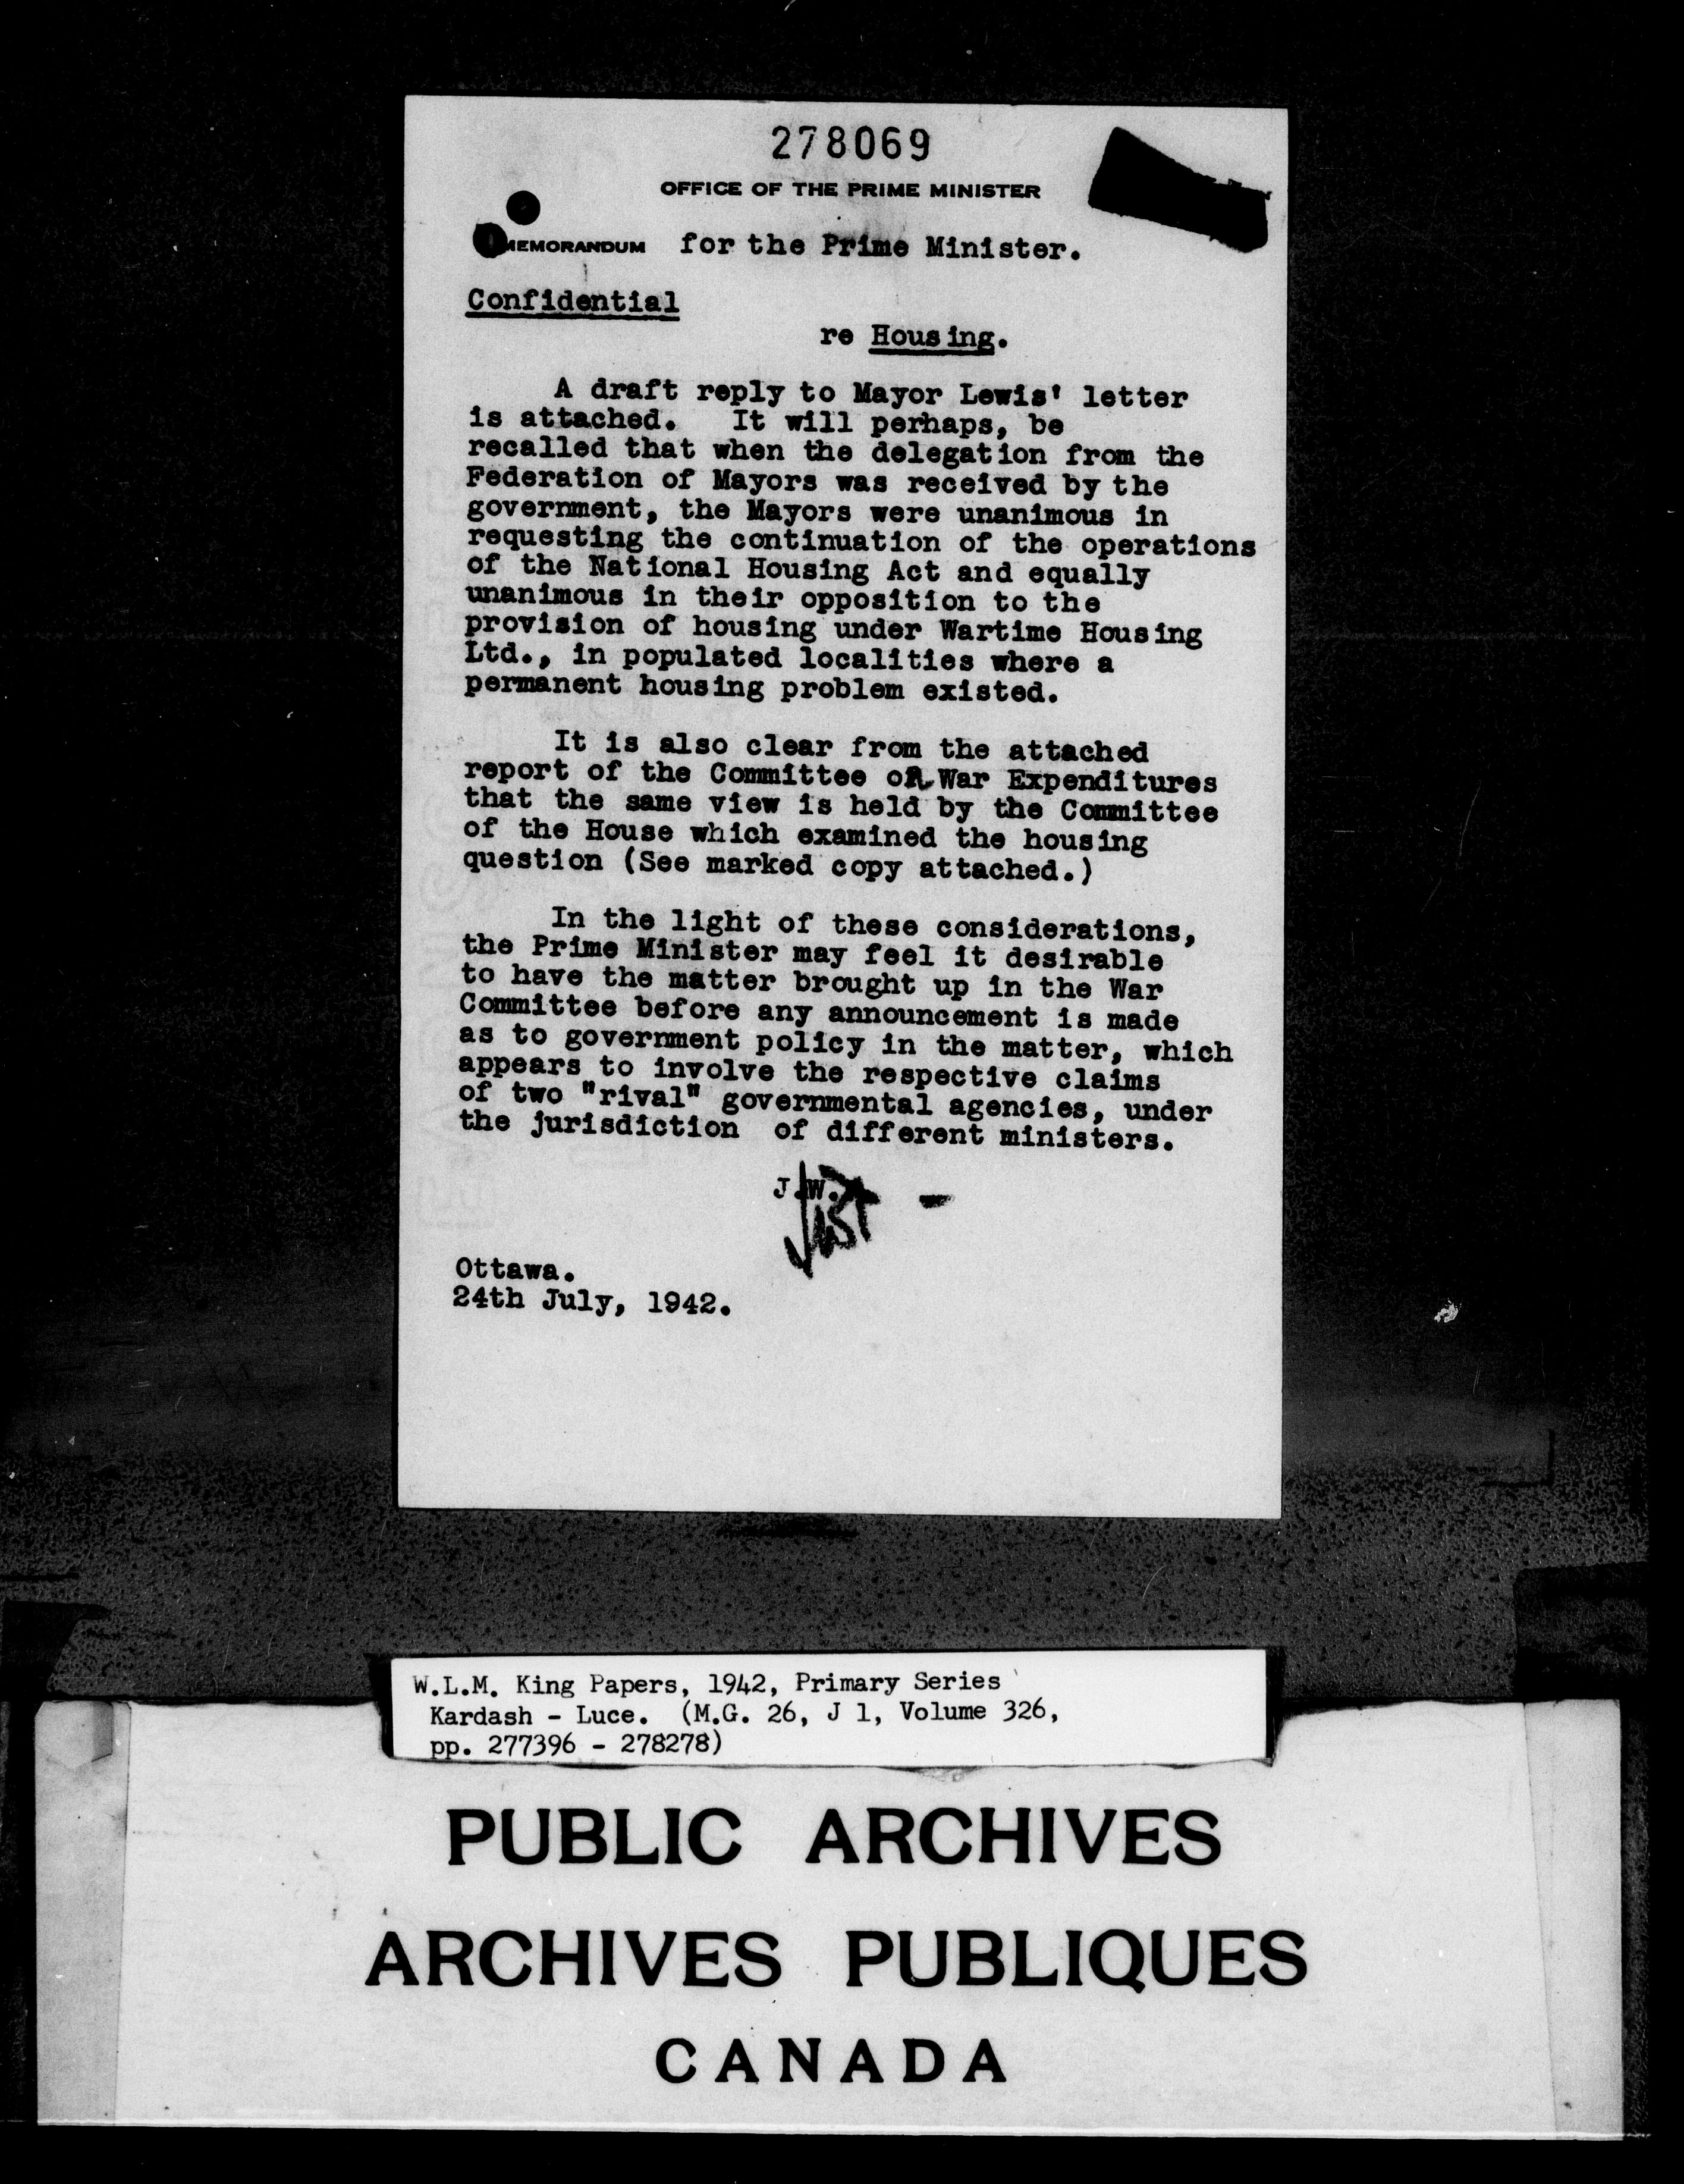 278069
OFFICE OF THE PRIME MINISTER
MEMORANDUM for the Prime Minister.
Confidential
re Housing.
A draft reply to Mayor Lewis' letter
is attached. It will perhaps, be
recalled that when the delegation from the
Federation of Mayors was received by the
government, the Mayors were unanimous in
requesting the continuation of the operations
of the National Housing Act and equally
unanimous in their opposition to the
provision of housing under Wartime Housing
Ltd., in populated localities where a
permanent housing problem existed.
It is also clear from the attached
report of the Committee on War Expenditures
that the same view is held by the Committee
of the House which examined the housing
question (See marked copy attached.)
In the light of these considerations,
the Prime Minister may feel it desirable
to have the matter brought up in the War
Committee before any announcement is made
as to government policy in the matter, which
appears to involve the respective claims
of two "rival" governmental agencies, under
the jurisdiction of different ministers.
J.W.
Ottawa.
24th July, 1942.
W.L.M. King Papers, 1942, Primary Series
Kardash - Luce. (M.G. 26, J 1, Volume 326,
pp. 277396 - 278278)
PUBLIC ARCHIVES
ARCHIVES PUBLIQUES
CANADA